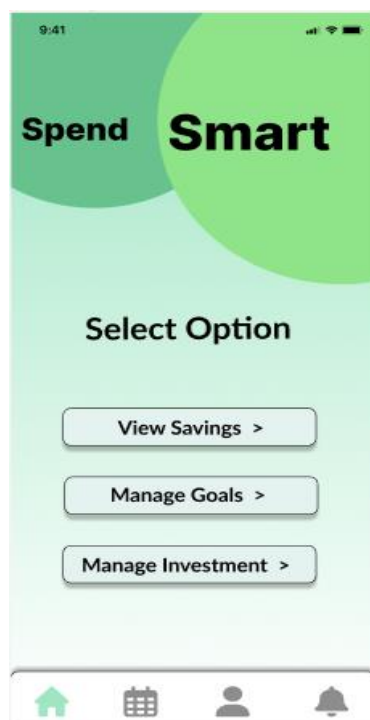 9:41
Spend Smart
Select Option
View Savings >
Manage Goals >
Manage Investment >